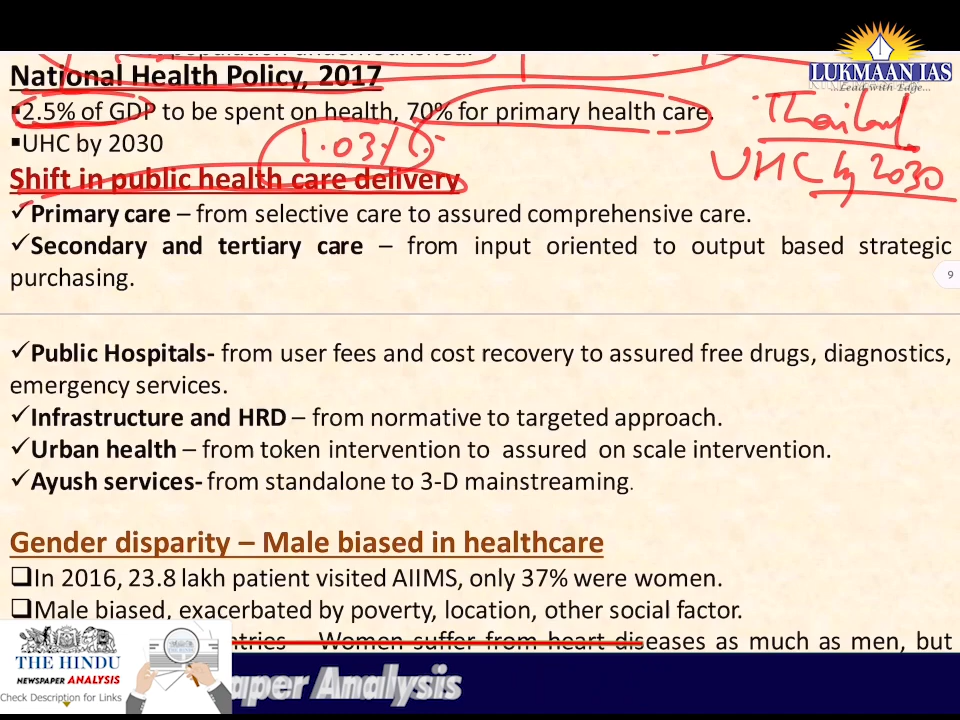 LUKMAAN IAS
...Lead with Edge...
National Health Policy, 2017
▪2.5% of GDP to be spent on health, 70% for primary health care.
Thailand
▪UHC by 2030
1.03%
UHC by 2030
Shift in public health care delivery
✓Primary care – from selective care to assured comprehensive care.
✓Secondary and tertiary care – from input oriented to output based strategic
purchasing.
9
✓Public Hospitals- from user fees and cost recovery to assured free drugs, diagnostics,
emergency services.
✓Infrastructure and HRD – from normative to targeted approach.
✓Urban health – from token intervention to assured on scale intervention.
✓Ayush services- from standalone to 3-D mainstreaming.
Gender disparity – Male biased in healthcare
❑In 2016, 23.8 lakh patient visited AIIMS, only 37% were women.
❑Male biased, exacerbated by poverty, location, other social factor.
Women suffer from heart diseases as much as men, but
THE HINDU
NEWSPAPER ANALYSIS
Check Description for Links
aper Analysis